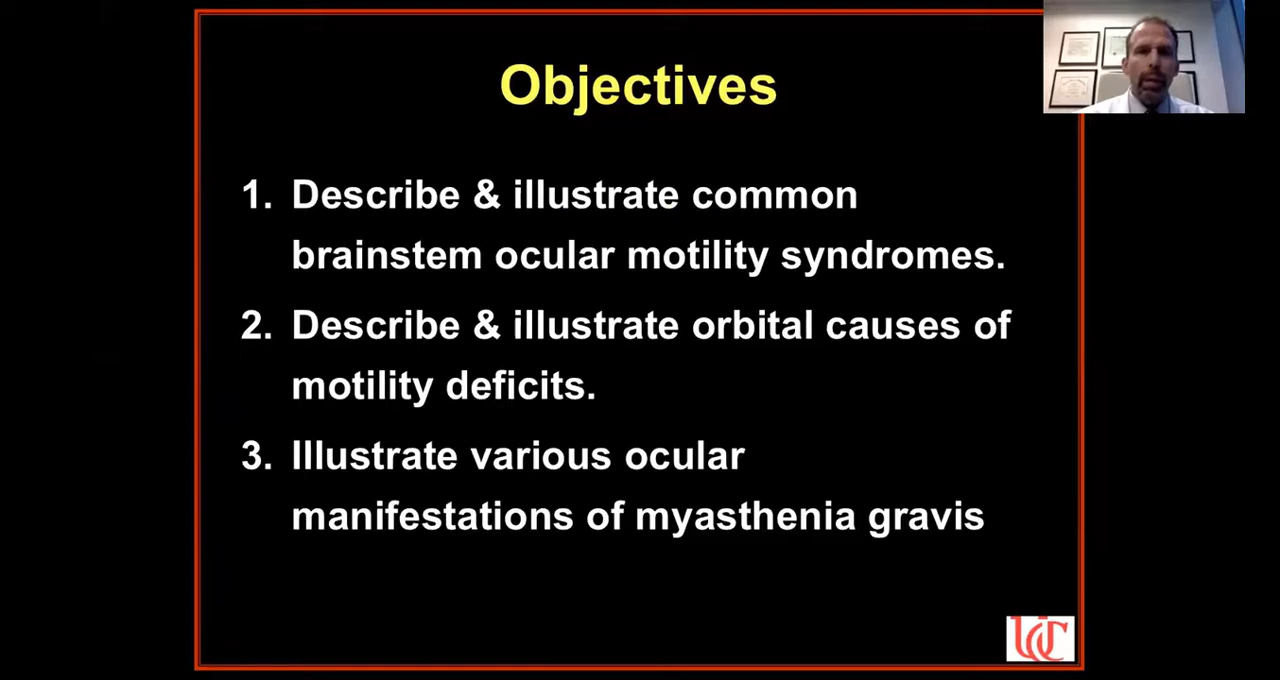 Objectives
1. Describe & illustrate common
brainstem ocular motility syndromes.
2. Describe & illustrate orbital causes of
motility deficits.
3. Illustrate various ocular
manifestations of myasthenia gravis
UC